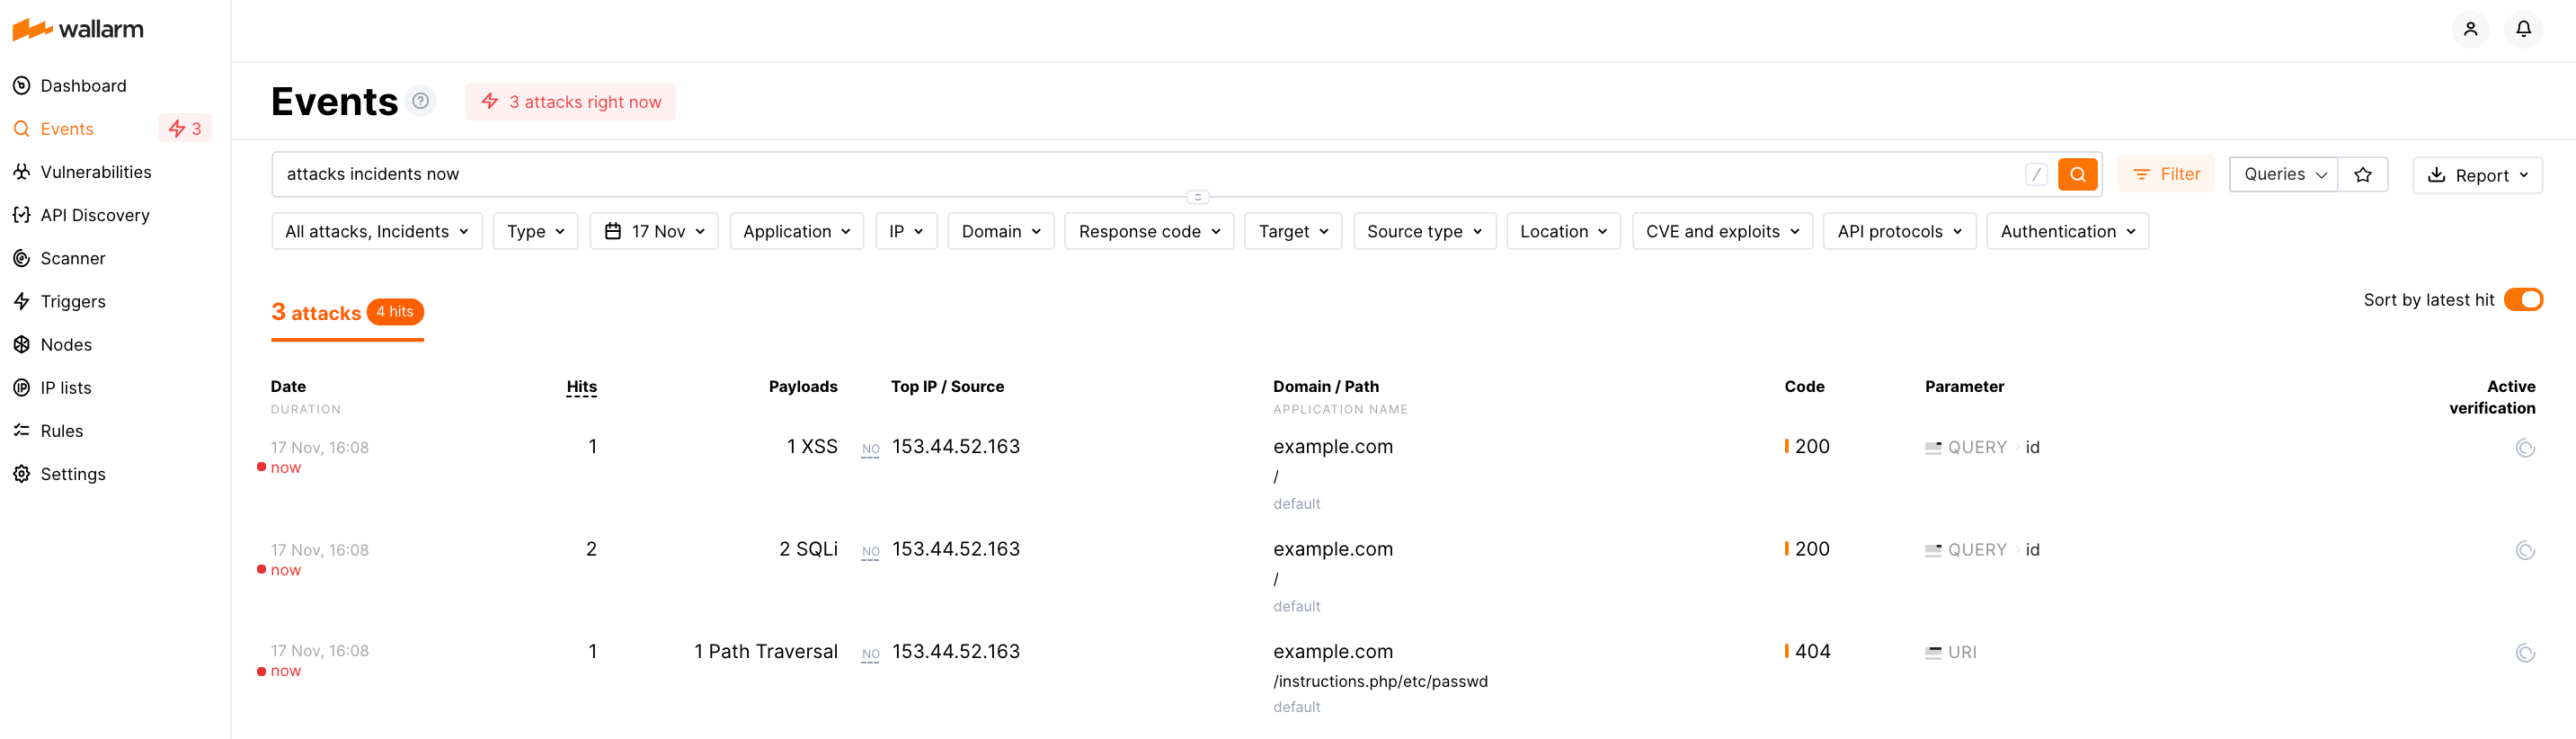 wallarm
Dashboard
Events 3
Vulnerabilities
API Discovery
Scanner
Triggers
Nodes
IP lists
Rules
Settings
Events ? 3 attacks right now
attacks incidents now / Filter Queries Report
All attacks, Incidents Type 17 Nov Application IP Domain Response code Target Source type Location CVE and exploits API protocols Authentication
3 attacks 4 hits Sort by latest hit
Date Hits Payloads Top IP / Source Domain / Path Code Parameter Active verification
DURATION APPLICATION NAME
17 Nov, 16:08 1 1 XSS NO 153.44.52.163 example.com 200 QUERY id
now /
default
17 Nov, 16:08 2 2 SQLi NO 153.44.52.163 example.com 200 QUERY id
now /
default
17 Nov, 16:08 1 1 Path Traversal NO 153.44.52.163 example.com 404 URI
now /instructions.php/etc/passwd
default